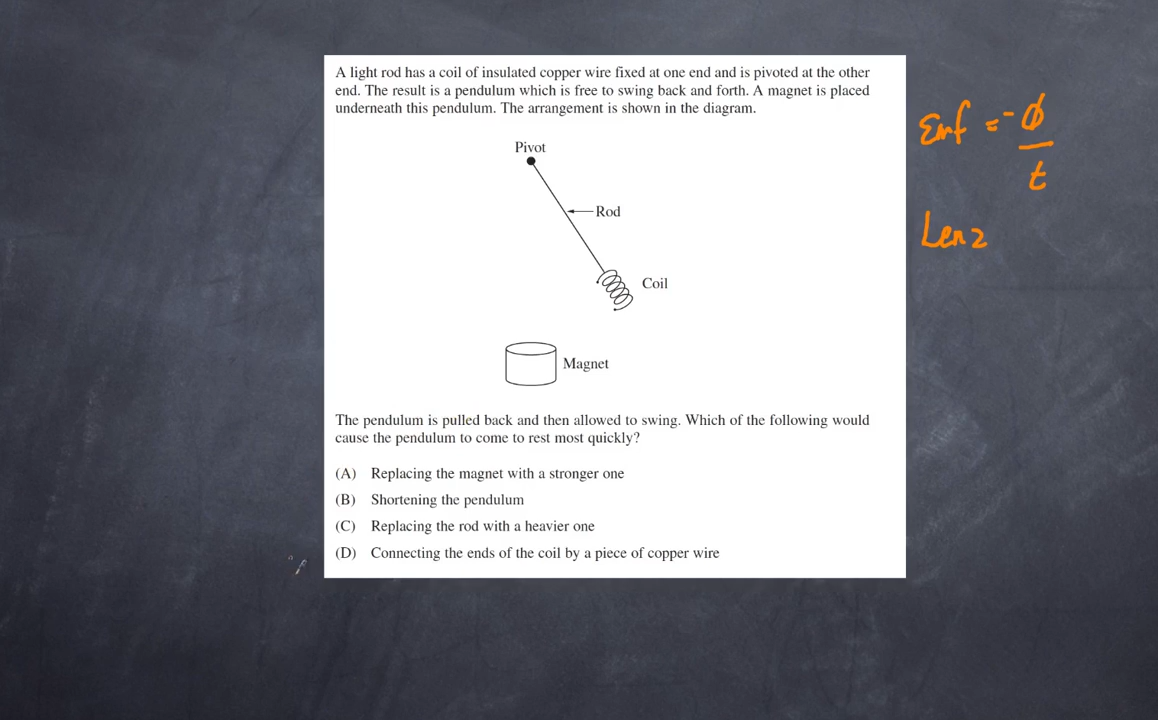 A light rod has a coil of insulated copper wire fixed at one end and is pivoted at the other
end. The result is a pendulum which is free to swing back and forth. A magnet is placed
underneath this pendulum. The arrangement is shown in the diagram.
Pivot
Rod
Coil
Magnet
The pendulum is pulled back and then allowed to swing. Which of the following would
cause the pendulum to come to rest most quickly?
(A) Replacing the magnet with a stronger one
(B) Shortening the pendulum
(C) Replacing the rod with a heavier one
(D) Connecting the ends of the coil by a piece of copper wire
Emf = - ϕ
t
Lenz